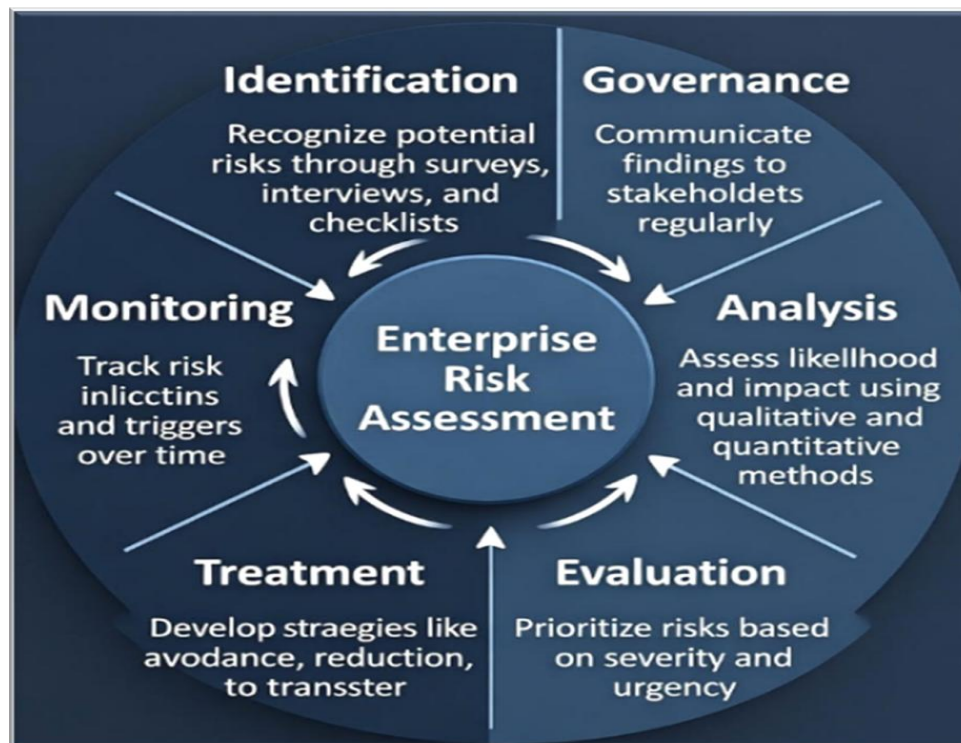 Identification
Recognize potential
risks through surveys,
interviews, and
checklists
Governance
Communicate
findings to
stakeholdets
regularly
Analysis
Assess likellhood
and impact using
qualitative and
quantitative
methods
Evaluation
Prioritize risks based
on severity and
urgency
Treatment
Develop straegies like
avodance, reduction,
to transster
Monitoring
Track risk
inlicctins
and triggers
over time
Enterprise
Risk
Assessment